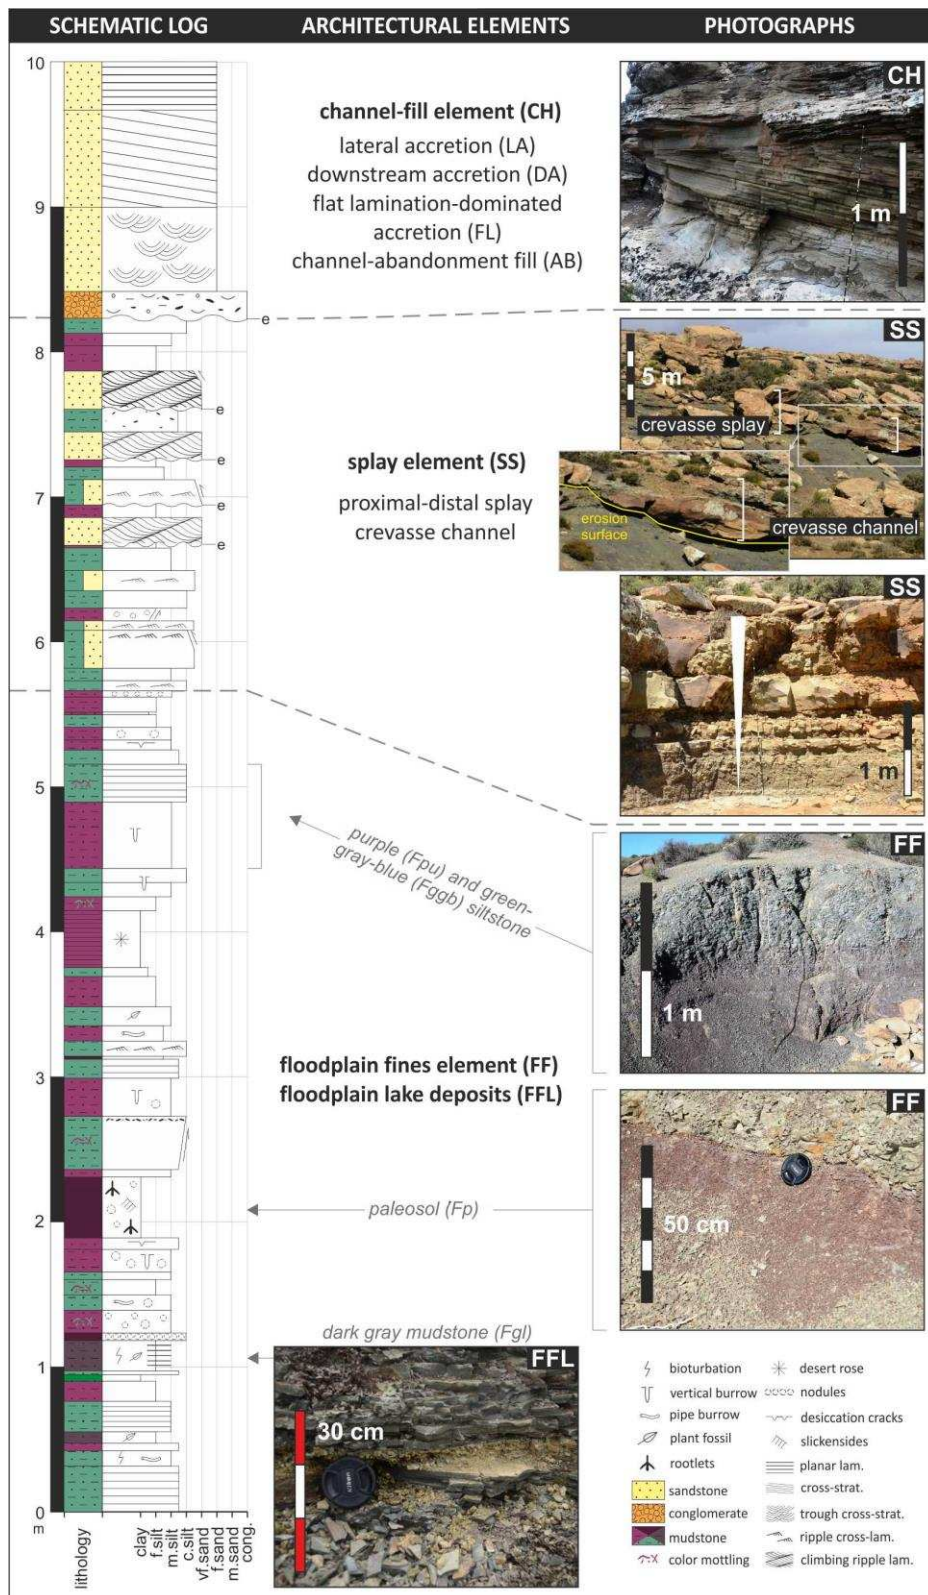 SCHEMATIC LOG
ARCHITECTURAL ELEMENTS
PHOTOGRAPHS
10
9
8
7
6
5
4
3
2
1
0
m
e
e
e
e
e
channel-fill element (CH)
lateral accretion (LA)
downstream accretion (DA)
flat lamination-dominated
accretion (FL)
channel-abandonment fill (AB)
CH
1 m
splay element (SS)
proximal-distal splay
crevasse channel
SS
5 m
crevasse splay
erosion
surface
crevasse channel
SS
1 m
purple (Fpu) and green-
gray-blue (Fggb) siltstone
FF
1 m
floodplain fines element (FF)
floodplain lake deposits (FFL)
paleosol (Fp)
FF
50 cm
dark gray mudstone (Fgl)
FFL
30 cm
lithology
clay
f.silt
m.silt
c.silt
vf.sand
f.sand
m.sand
cong.
bioturbation
vertical burrow
pipe burrow
plant fossil
rootlets
sandstone
conglomerate
mudstone
color mottling
desert rose
nodules
desiccation cracks
slickensides
planar lam.
cross-strat.
trough cross-strat.
ripple cross-lam.
climbing ripple lam.